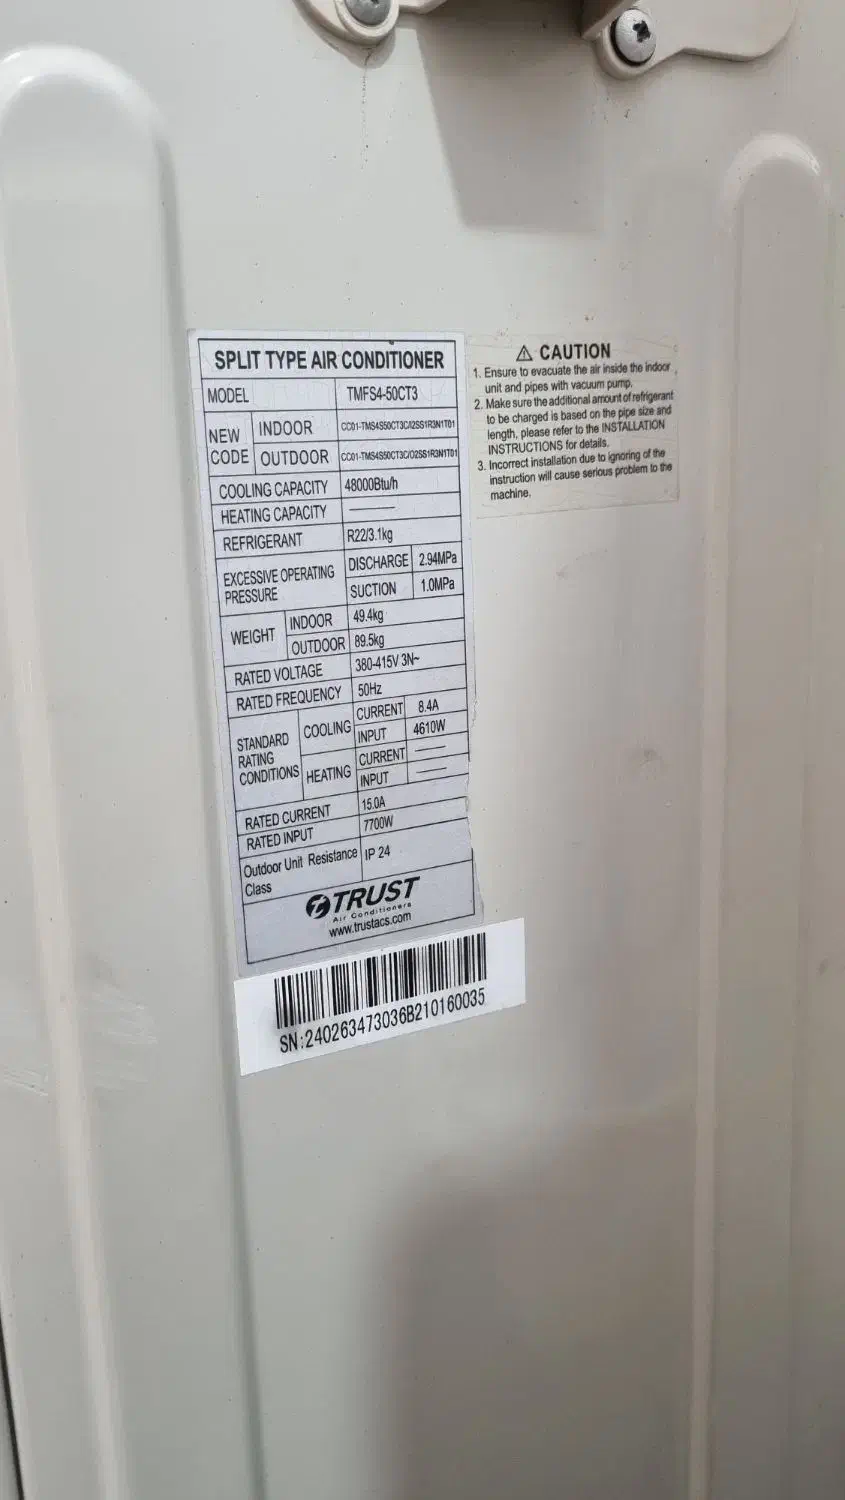 SPLIT TYPE AIR CONDITIONER
MODEL TMFS4-50CT3
NEW CODE INDOOR CC01-TMS4S50CT3C/I2SS1R3N1T01
OUTDOOR CC01-TMS4S50CT3C/O2SS1R3N1T01
COOLING CAPACITY 48000Btu/h
HEATING CAPACITY ——
REFRIGERANT R22/3.1kg
EXCESSIVE OPERATING PRESSURE DISCHARGE 2.94MPa
SUCTION 1.0MPa
WEIGHT INDOOR 49.4kg
OUTDOOR 89.5kg
RATED VOLTAGE 380-415V 3N~
RATED FREQUENCY 50Hz
STANDARD RATING CONDITIONS COOLING CURRENT 8.4A
INPUT 4610W
HEATING CURRENT ——
INPUT ——
RATED CURRENT 15.0A
RATED INPUT 7700W
Outdoor Unit Resistance Class IP 24
TRUST
Air Conditioners
www.trustacs.com
SN:240263473036B210160035
⚠ CAUTION
1. Ensure to evacuate the air inside the indoor
unit and pipes with vacuum pump.
2. Make sure the additional amount of refrigerant
to be charged is based on the pipe size and
length, please refer to the INSTALLATION
INSTRUCTIONS for details.
3. Incorrect installation due to ignoring of the
instruction will cause serious problem to the
machine.